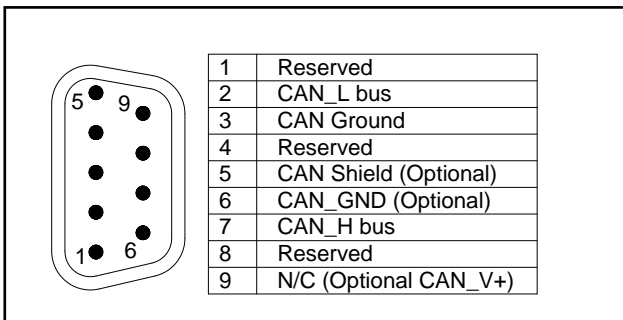 5
9
1
6
1 Reserved
2 CAN_L bus
3 CAN Ground
4 Reserved
5 CAN Shield (Optional)
6 CAN_GND (Optional)
7 CAN_H bus
8 Reserved
9 N/C (Optional CAN_V+)